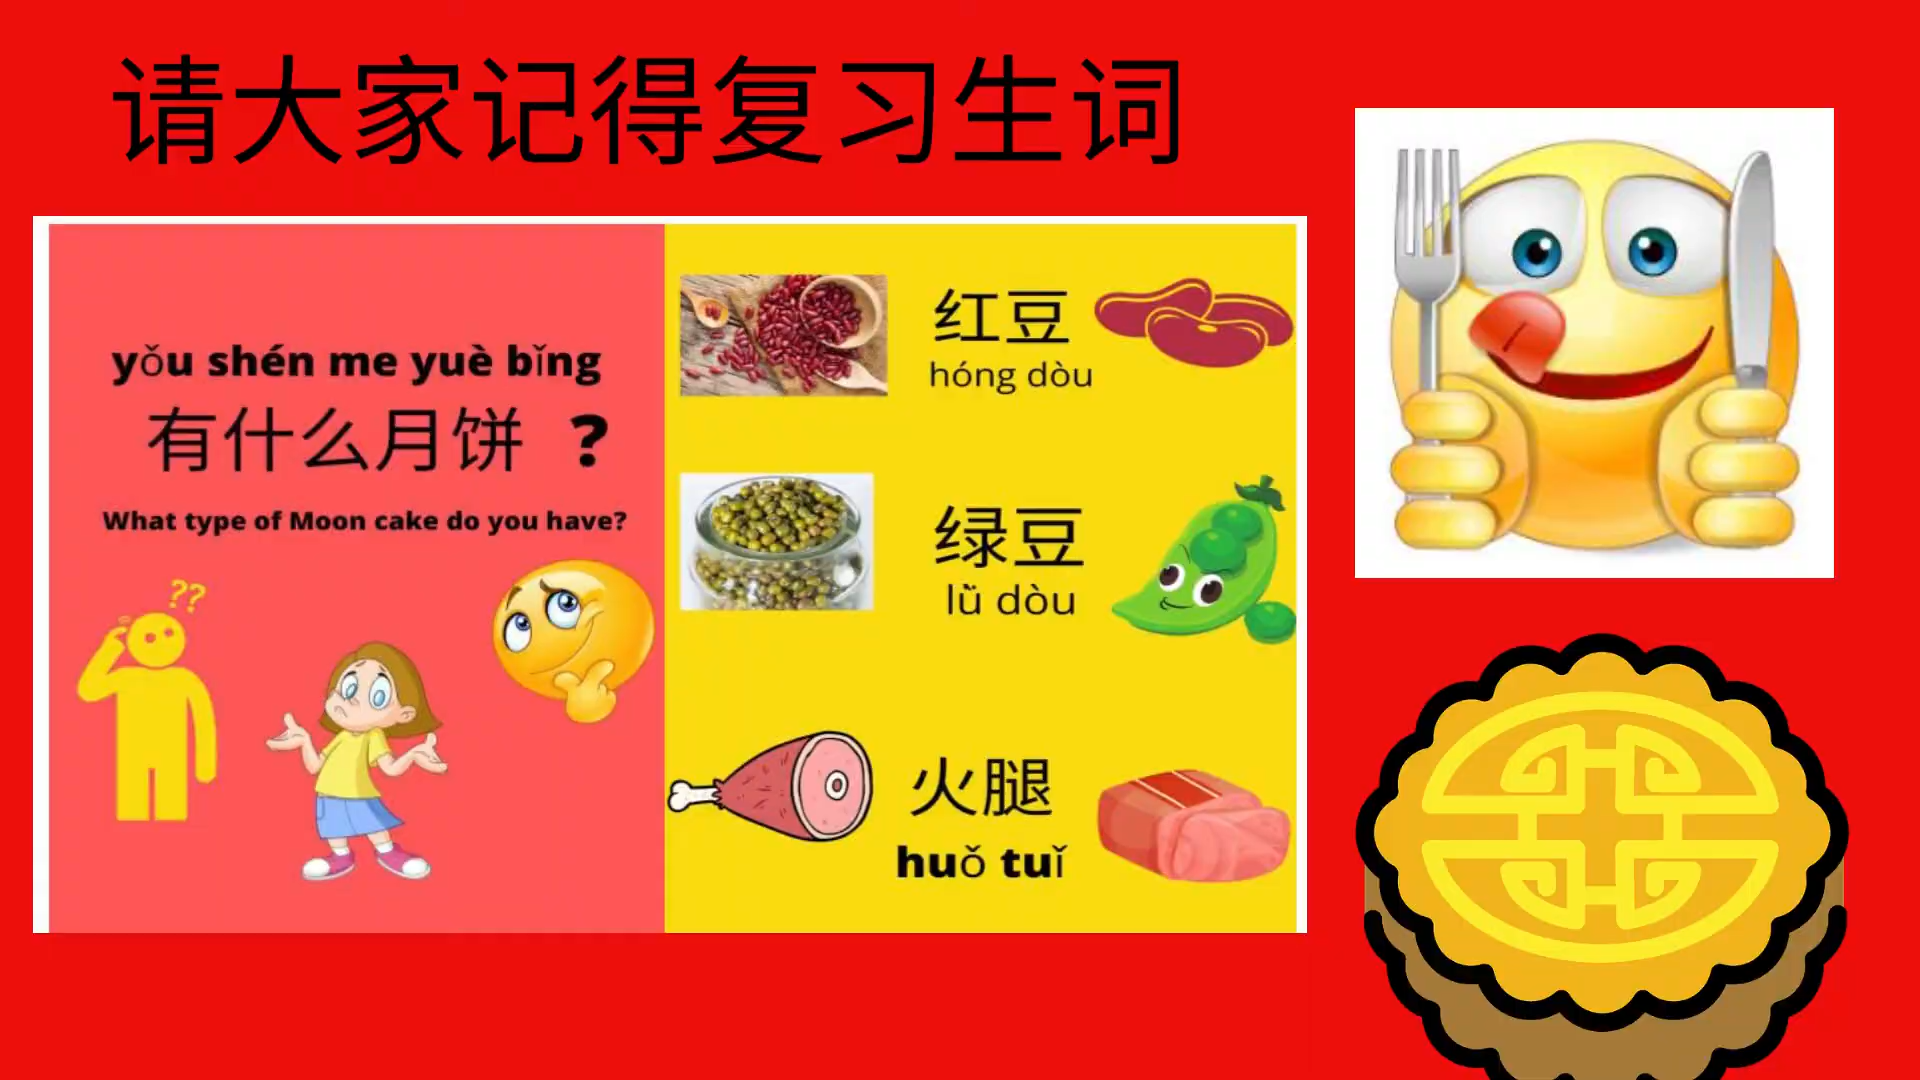 请大家记得复习生词
yǒu shén me yuè bǐng
有什么月饼 ?
What type of Moon cake do you have?
??
红豆
hóng dòu
绿豆
lǜ dòu
火腿
huǒ tuǐ